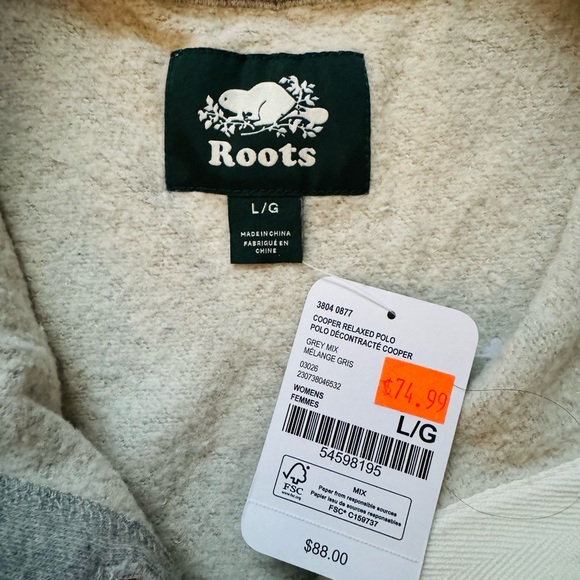 Roots
L/G
MADE IN CHINA
FABRIQUÉ EN
CHINE
3804 0877
COOPER RELAXED POLO
POLO DÉCONTRACTÉ COOPER
GREY MIX
MÉLANGE GRIS
03026
230738046532
WOMENS
FEMMES
$74.99
L/G
54598195
FSC
MIX
Paper from responsible sources
Papier issu de sources responsables
FSC® C159737
$88.00